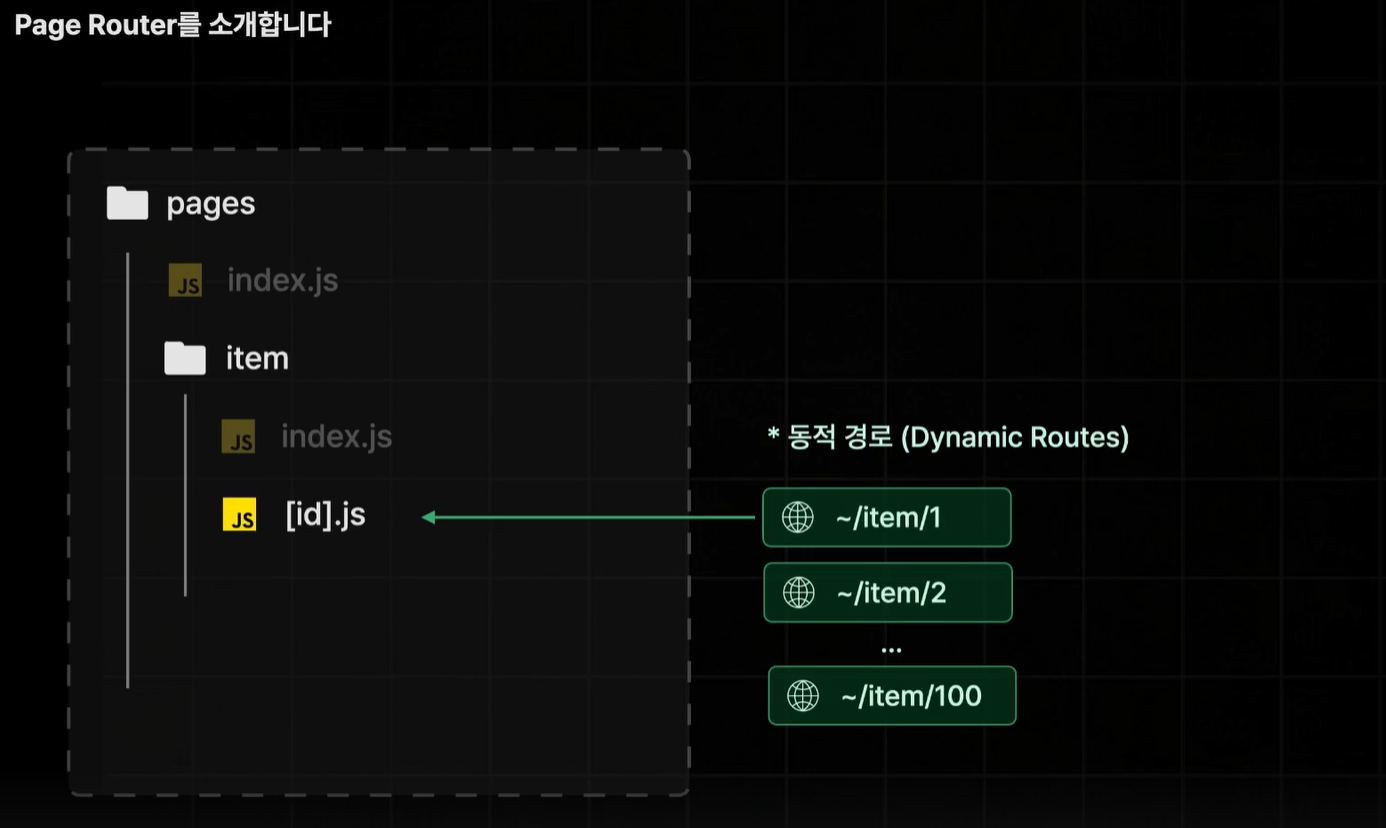 Page Router를 소개합니다
pages
JS index.js
item
JS index.js
* 동적 경로 (Dynamic Routes)
JS [id].js
~/item/1
~/item/2
...
~/item/100